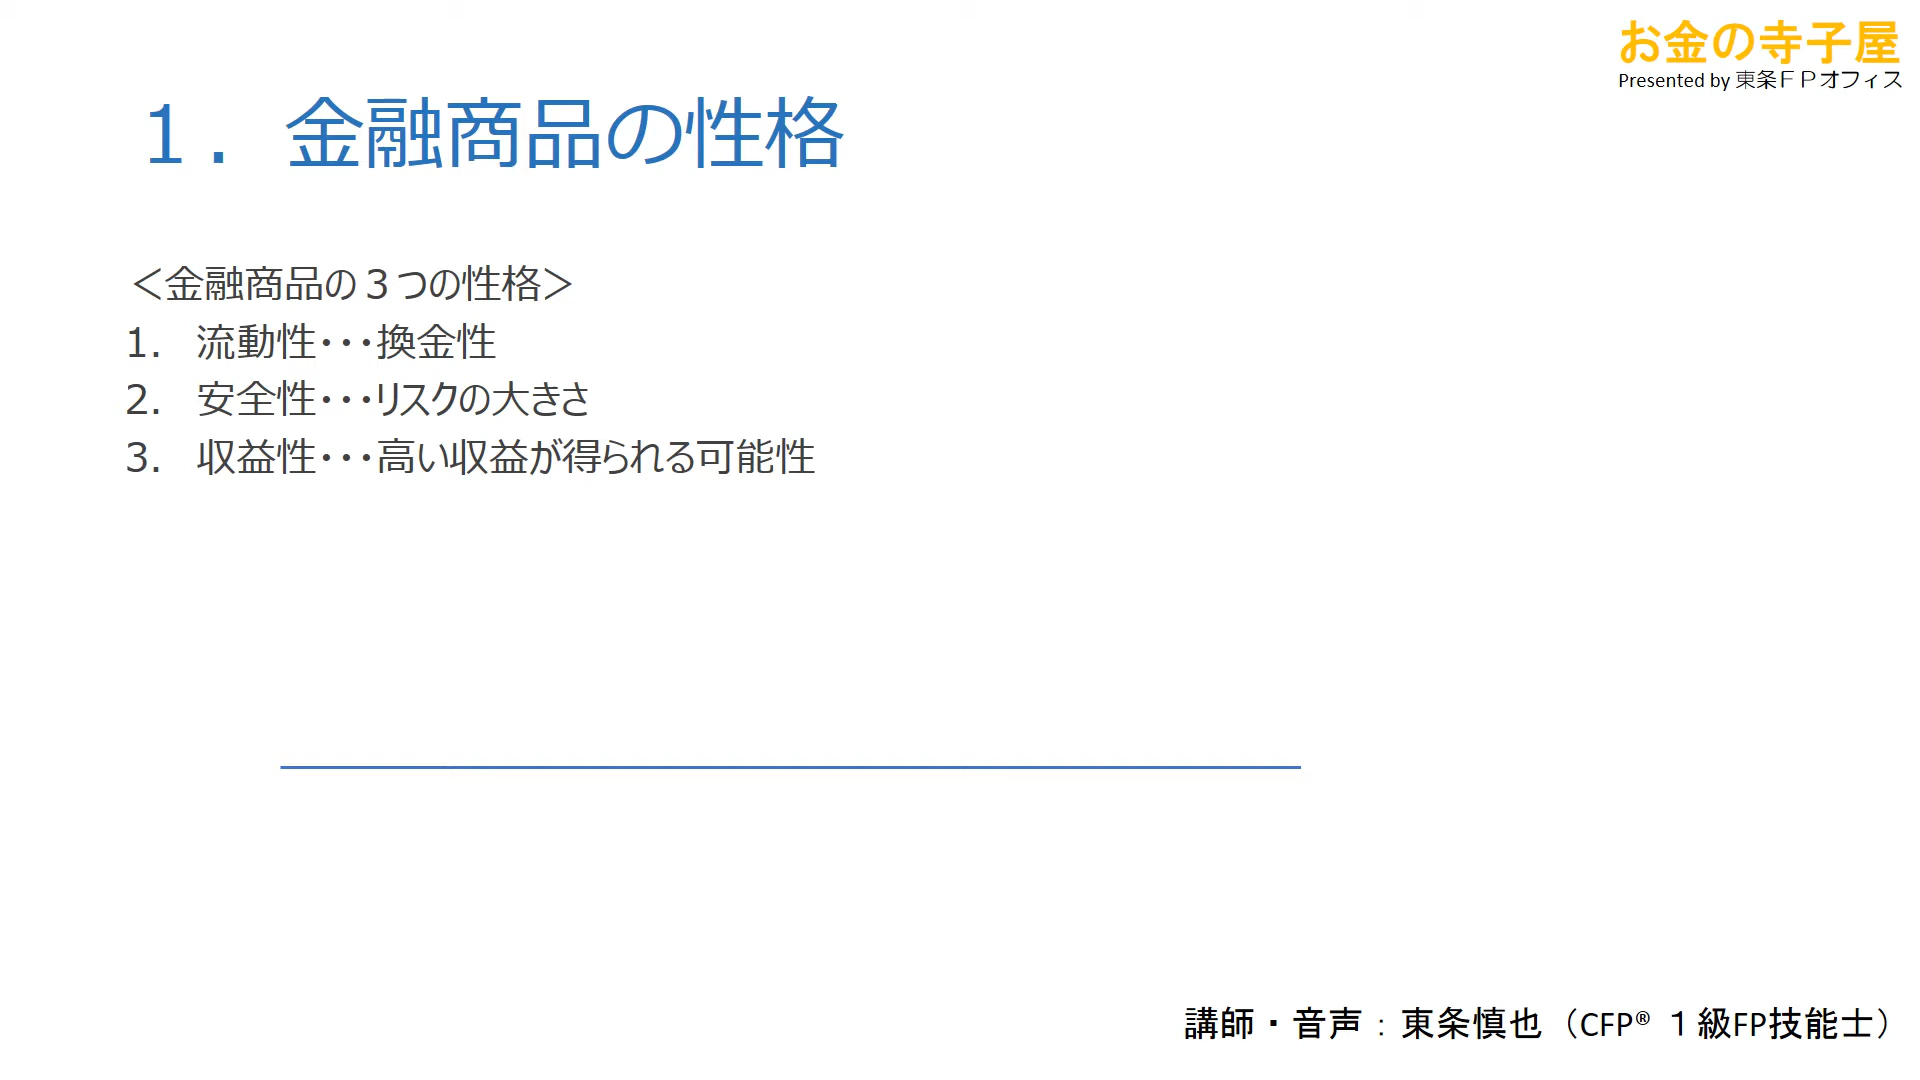 お金の寺子屋
Presented by 東条ＦＰオフィス
１．金融商品の性格
＜金融商品の３つの性格＞
1. 流動性･･･換金性
2. 安全性･･･リスクの大きさ
3. 収益性･･･高い収益が得られる可能性
講師・音声：東条慎也（CFP® １級FP技能士）